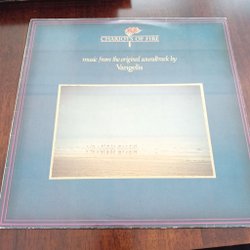 CHARIOTS OF FIRE
music from the original soundtrack by
Vangelis